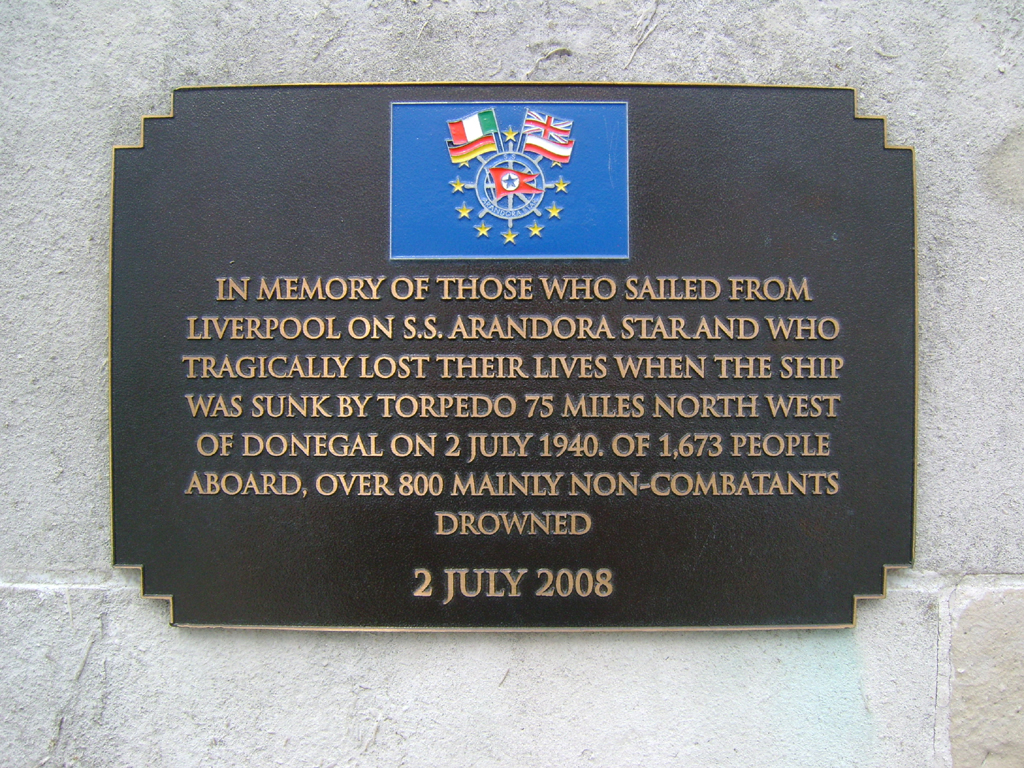 ARANDORA STAR
IN MEMORY OF THOSE WHO SAILED FROM
LIVERPOOL ON S.S. ARANDORA STAR AND WHO
TRAGICALLY LOST THEIR LIVES WHEN THE SHIP
WAS SUNK BY TORPEDO 75 MILES NORTH WEST
OF DONEGAL ON 2 JULY 1940. OF 1,673 PEOPLE
ABOARD, OVER 800 MAINLY NON-COMBATANTS
DROWNED
2 JULY 2008